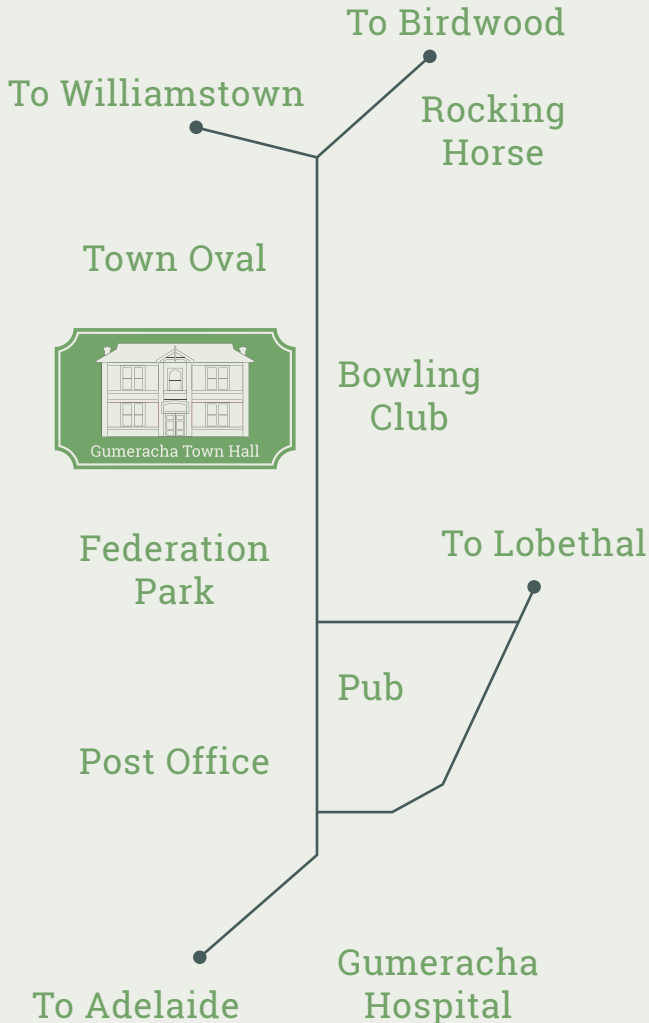 To Birdwood
To Williamstown
Rocking
Horse
Town Oval
Gumeracha Town Hall
Bowling
Club
Federation
Park
To Lobethal
Pub
Post Office
Gumeracha
Hospital
To Adelaide